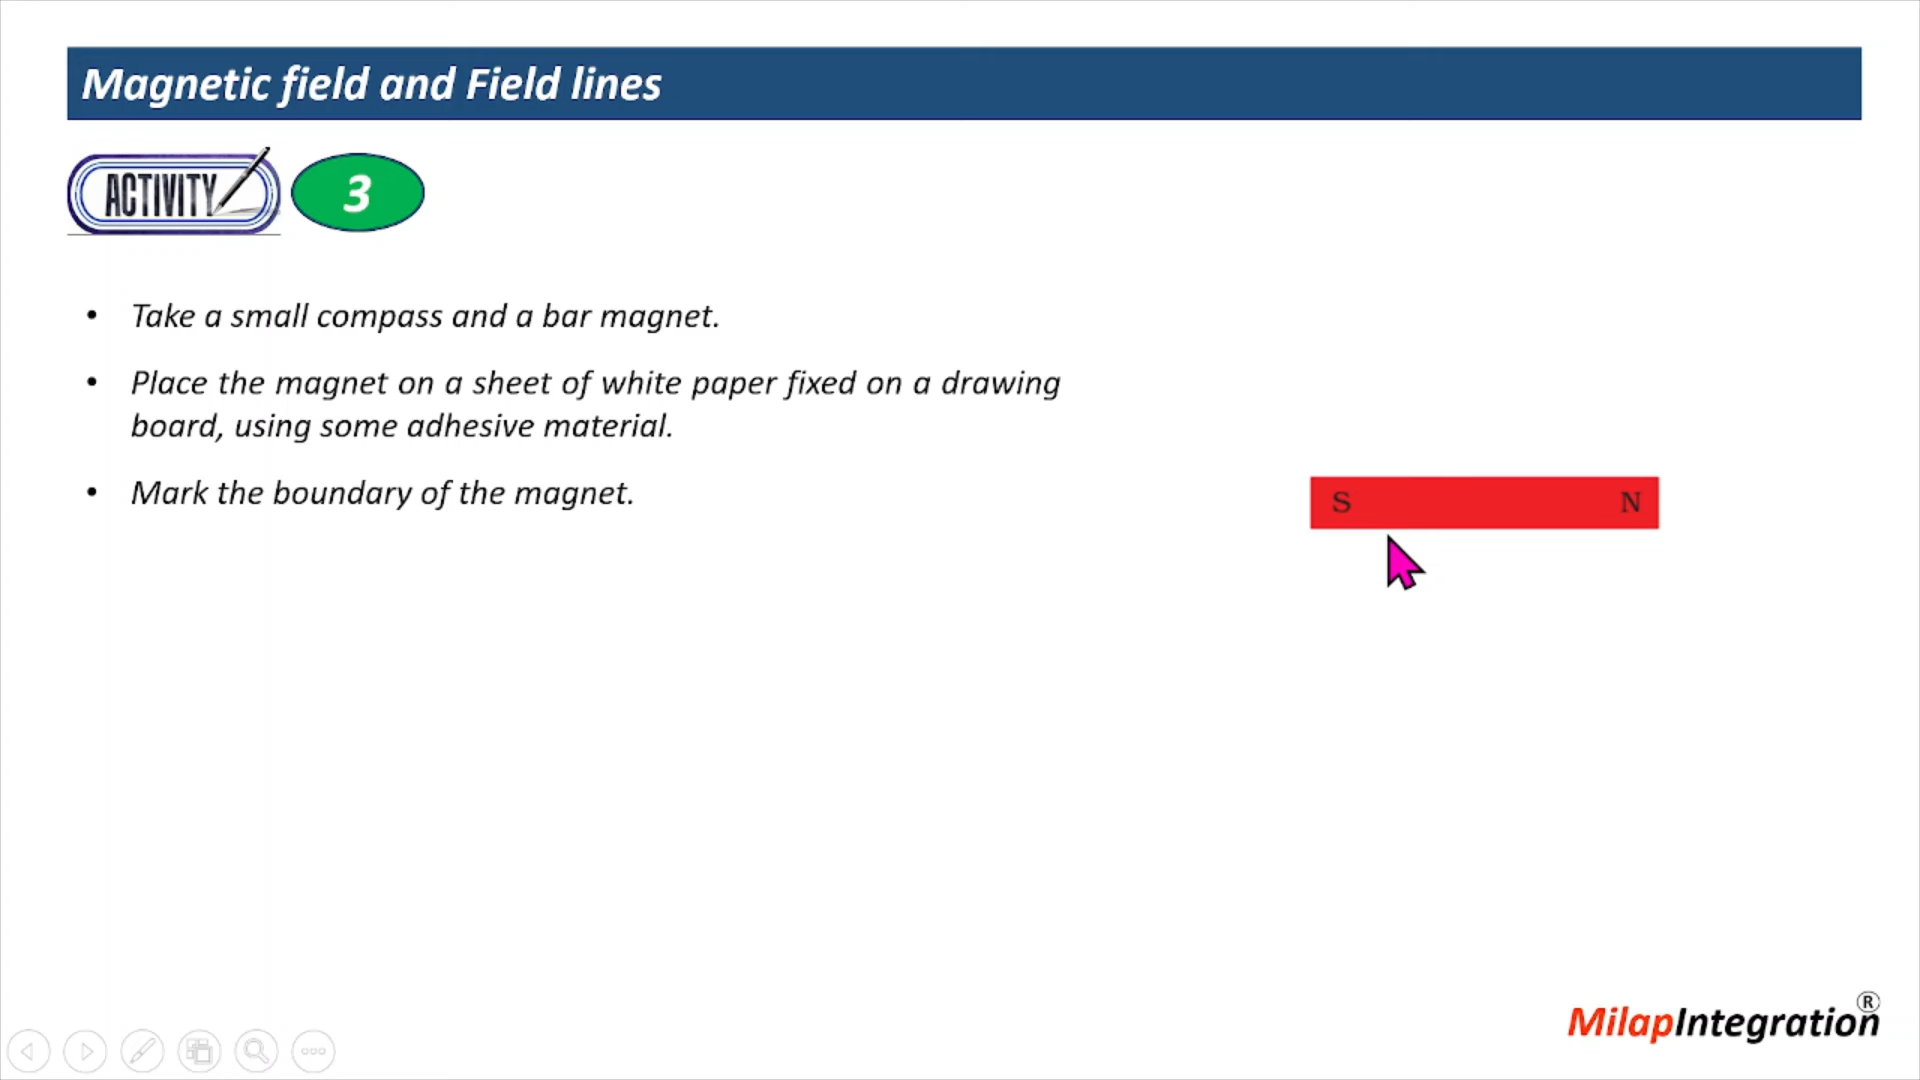 Magnetic field and Field lines
ACTIVITY 3
• Take a small compass and a bar magnet.
• Place the magnet on a sheet of white paper fixed on a drawing
board, using some adhesive material.
• Mark the boundary of the magnet.
S N
MilapIntegration®